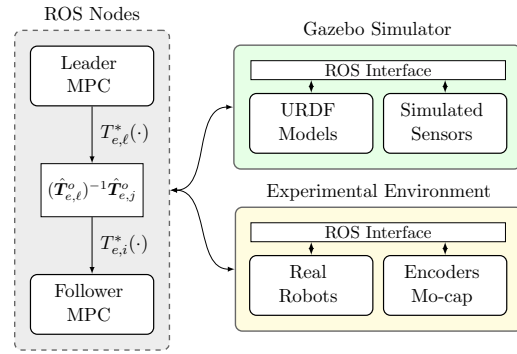 ROS Nodes
Leader
MPC
T*_{e,ℓ}(·)
(T̂^o_{e,ℓ})^{-1}T̂^o_{e,j}
T*_{e,i}(·)
Follower
MPC
Gazebo Simulator
ROS Interface
URDF
Models
Simulated
Sensors
Experimental Environment
ROS Interface
Real
Robots
Encoders
Mo-cap